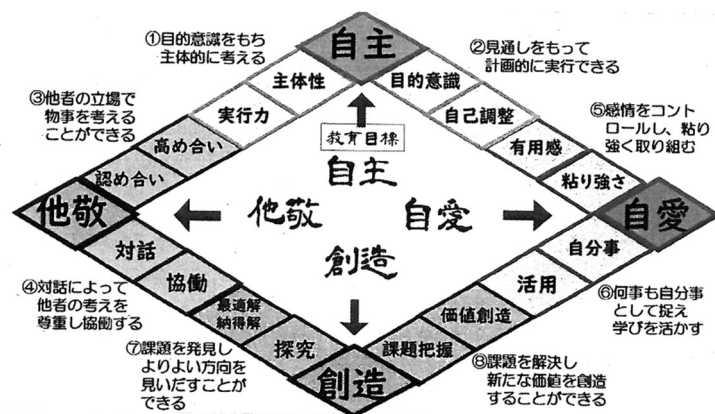 ①目的意識をもち
主体的に考える
自主
②見通しをもって
計画的に実行できる
主体性
目的意識
③他者の立場で
物事を考える
ことができる
実行力
自己調整
⑤感情をコント
ロールし、粘り
強く取り組む
高め合い
教育目標
有用感
認め合い
自主
粘り強さ
他敬
他敬
自愛
自愛
対話
創造
自分事
④対話によって
他者の考えを
尊重し協働する
協働
活用
⑥何事も自分事
として捉え
学びを活かす
最適解
納得解
価値創造
⑦課題を発見し
よりよい方向を
見いだすことが
できる
探究
課題把握
⑧課題を解決し
新たな価値を創造
することができる
創造